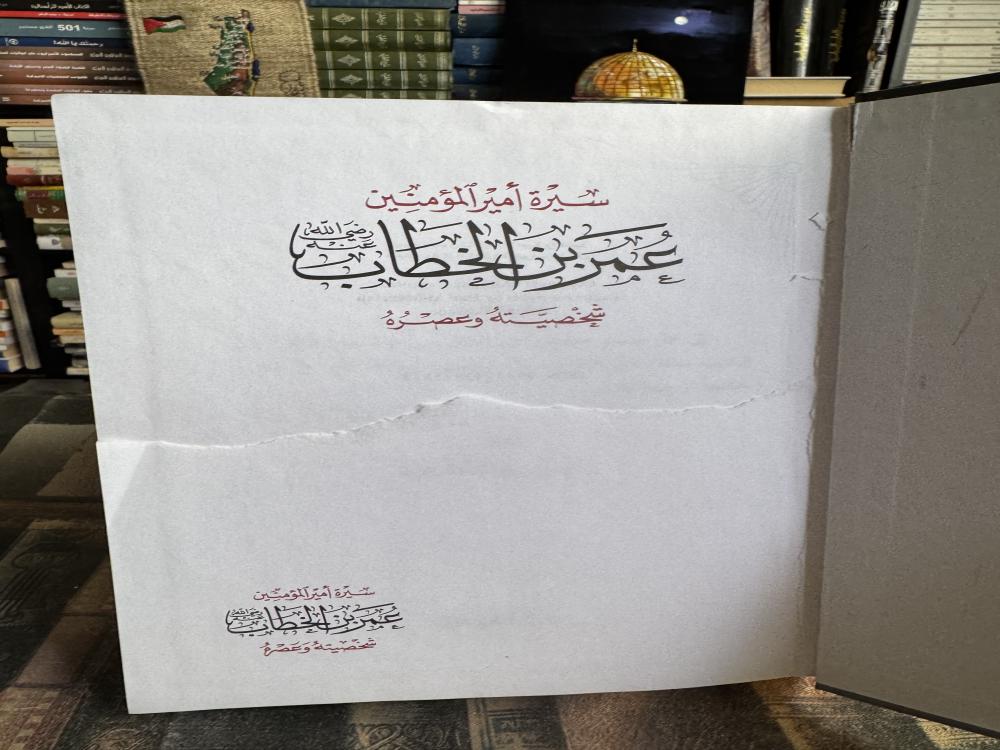 سيرة أمير المؤمنين
عمر بن الخطاب
رضي الله عنه
شخصيته وعصره
سيرة أمير المؤمنين
عمر بن الخطاب
رضي الله عنه
شخصيته وعصره
501